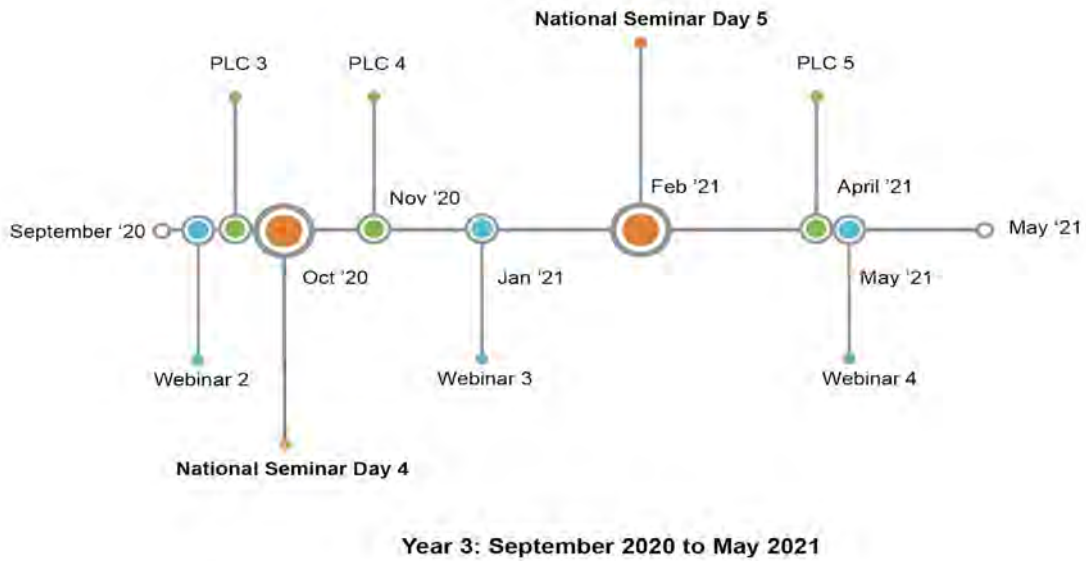 National Seminar Day 5
PLC 3
PLC 4
PLC 5
Feb ‘21
April ‘21
Nov ‘20
September ‘20
May ‘21
Oct ‘20
Jan ‘21
May ‘21
Webinar 2
Webinar 3
Webinar 4
National Seminar Day 4
Year 3: September 2020 to May 2021